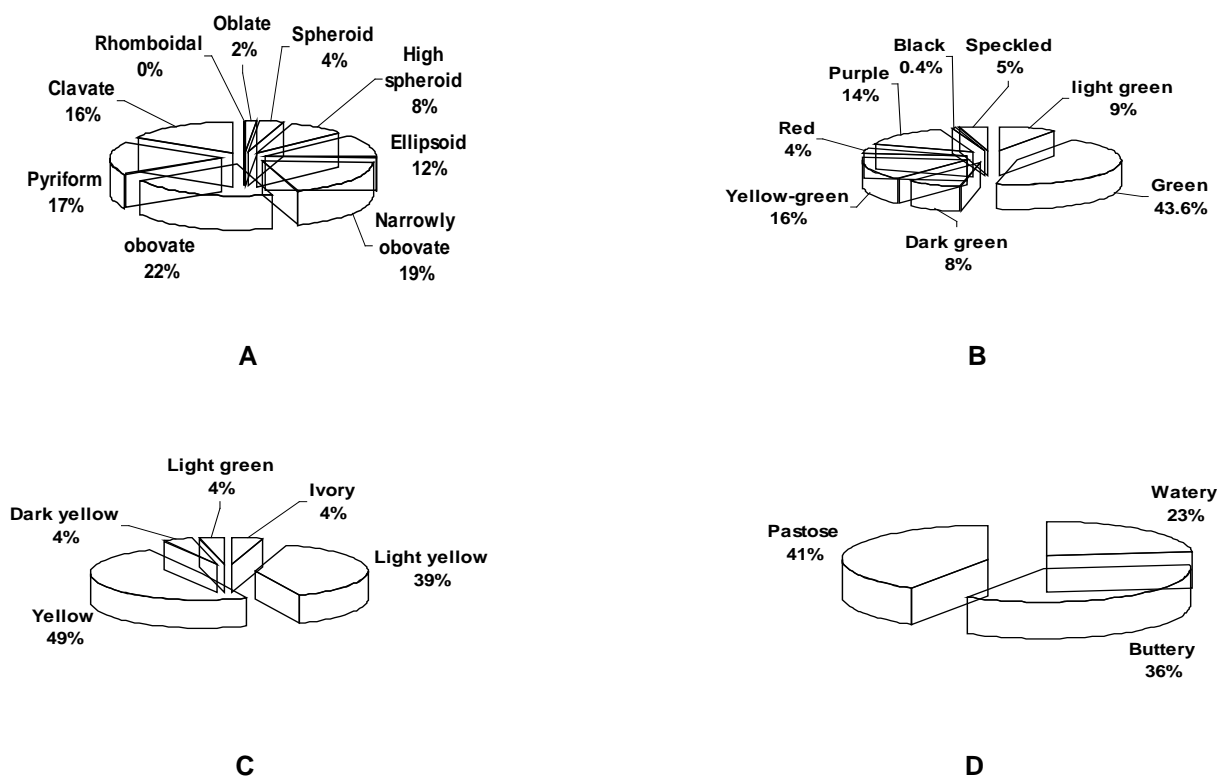 Oblate
2%
Spheroid
4%
Rhomboidal
0%
High
spheroid
8%
Clavate
16%
Ellipsoid
12%
Pyriform
17%
Narrowly
obovate
19%
obovate
22%
A
Black
0.4%
Speckled
5%
Purple
14%
light green
9%
Red
4%
Yellow-green
16%
Green
43.6%
Dark green
8%
B
Light green
4%
Ivory
4%
Dark yellow
4%
Light yellow
39%
Yellow
49%
C
Watery
23%
Pastose
41%
Buttery
36%
D